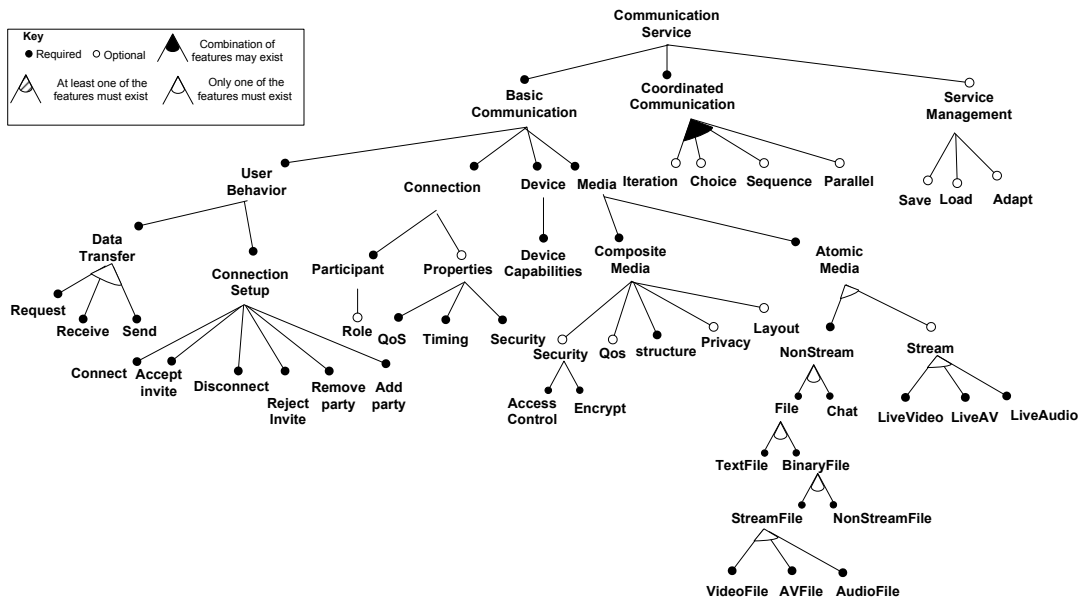 Communication
Service
Key
Required
Optional
Combination of
features may exist
At least one of the
features must exist
Only one of the
features must exist
Basic
Communication
Coordinated
Communication
Service
Management
User
Behavior
Connection
Device
Media
Iteration
Choice
Sequence
Parallel
Save
Load
Adapt
Data
Transfer
Connection
Setup
Participant
Properties
Device
Capabilities
Composite
Media
Atomic
Media
Request
Receive
Send
Role
QoS
Timing
Security
Security
Qos
structure
Privacy
Layout
NonStream
Stream
Connect
Accept
invite
Disconnect
Reject
Invite
Remove
party
Add
party
Access
Control
Encrypt
File
Chat
LiveVideo
LiveAV
LiveAudio
TextFile
BinaryFile
StreamFile
NonStreamFile
VideoFile
AVFile
AudioFile